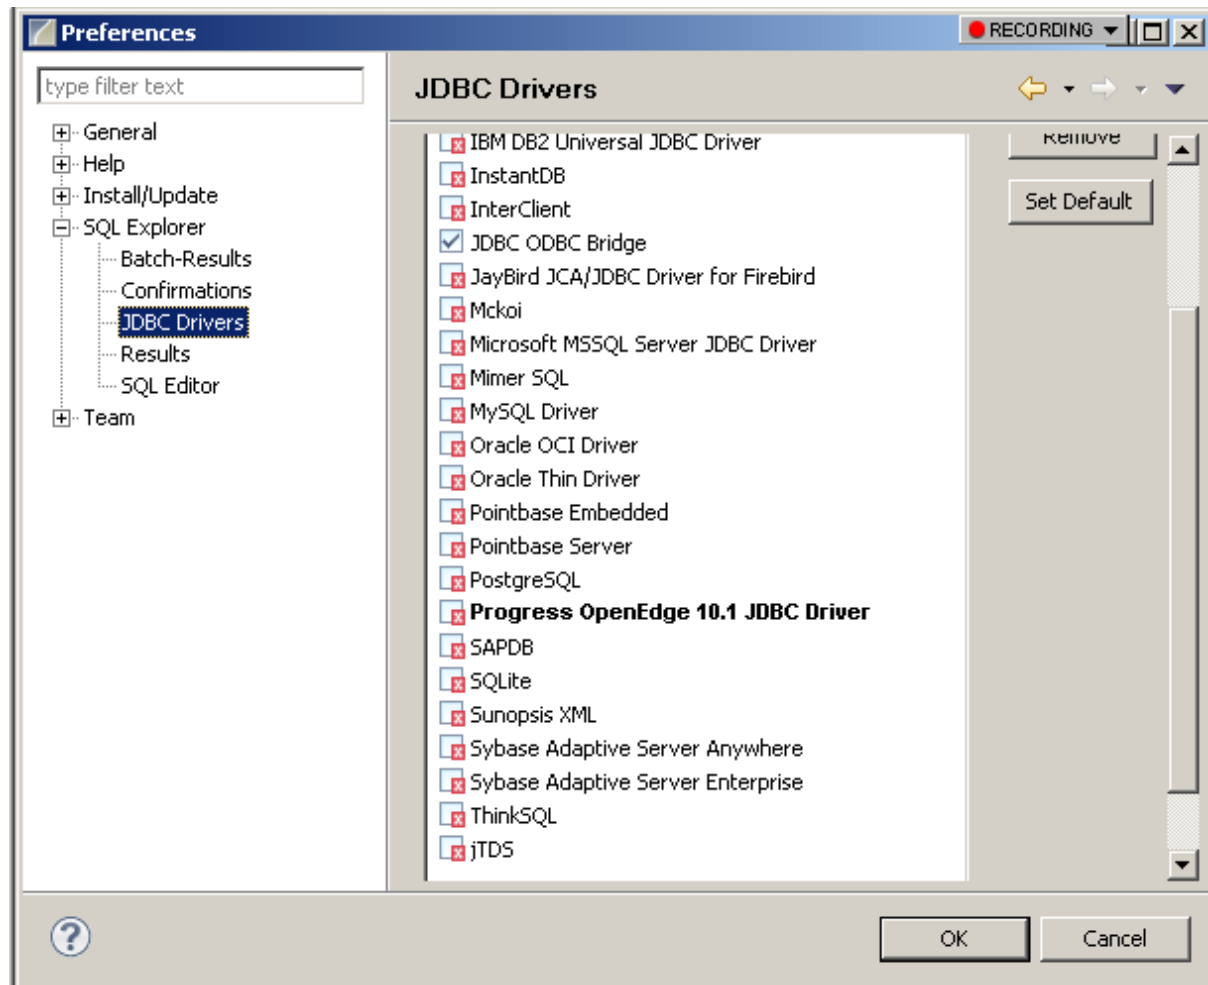 Preferences
RECORDING
type filter text
General
Help
Install/Update
SQL Explorer
Batch-Results
Confirmations
JDBC Drivers
Results
SQL Editor
Team
JDBC Drivers
IBM DB2 Universal JDBC Driver
InstantDB
InterClient
JDBC ODBC Bridge
JayBird JCA/JDBC Driver for Firebird
Mckoi
Microsoft MSSQL Server JDBC Driver
Mimer SQL
MySQL Driver
Oracle OCI Driver
Oracle Thin Driver
Pointbase Embedded
Pointbase Server
PostgreSQL
Progress OpenEdge 10.1 JDBC Driver
SAPDB
SQLite
Sunopsis XML
Sybase Adaptive Server Anywhere
Sybase Adaptive Server Enterprise
ThinkSQL
jTDS
Remove
Set Default
?
OK
Cancel